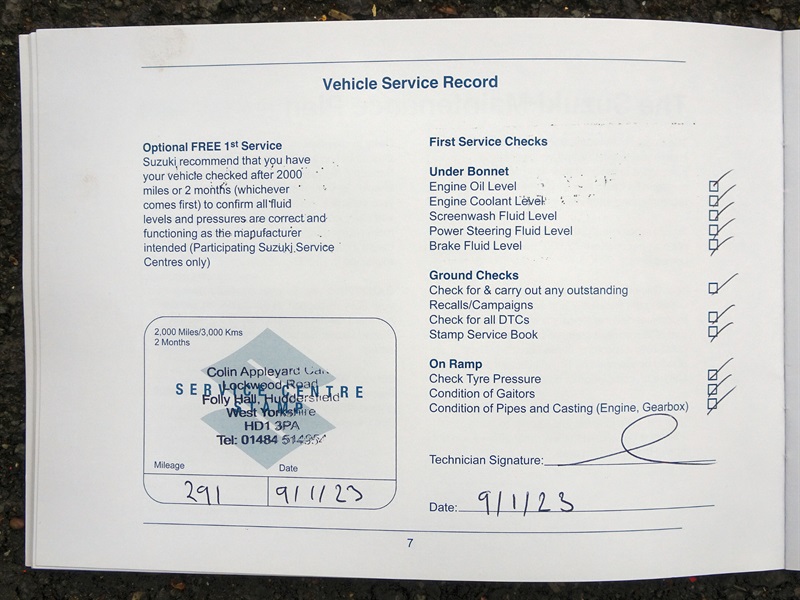 Vehicle Service Record
Optional FREE 1st Service
Suzuki recommend that you have
your vehicle checked after 2000
miles or 2 months (whichever
comes first) to confirm all fluid
levels and pressures are correct and
functioning as the manufacturer
intended (Participating Suzuki Service
Centres only)
2,000 Miles/3,000 Kms
2 Months
SERVICE CENTRE
STAMP
Colin Appleyard Cars
Lockwood Road
Folly Hall, Huddersfield
West Yorkshire
HD1 3PA
Tel: 01484
Mileage
Date
291
9/1/23
First Service Checks
Under Bonnet
Engine Oil Level
Engine Coolant Level
Screenwash Fluid Level
Power Steering Fluid Level
Brake Fluid Level
Ground Checks
Check for & carry out any outstanding
Recalls/Campaigns
Check for all DTCs
Stamp Service Book
On Ramp
Check Tyre Pressure
Condition of Gaitors
Condition of Pipes and Casting (Engine, Gearbox)
Technician Signature:
Date: 9/1/23
7